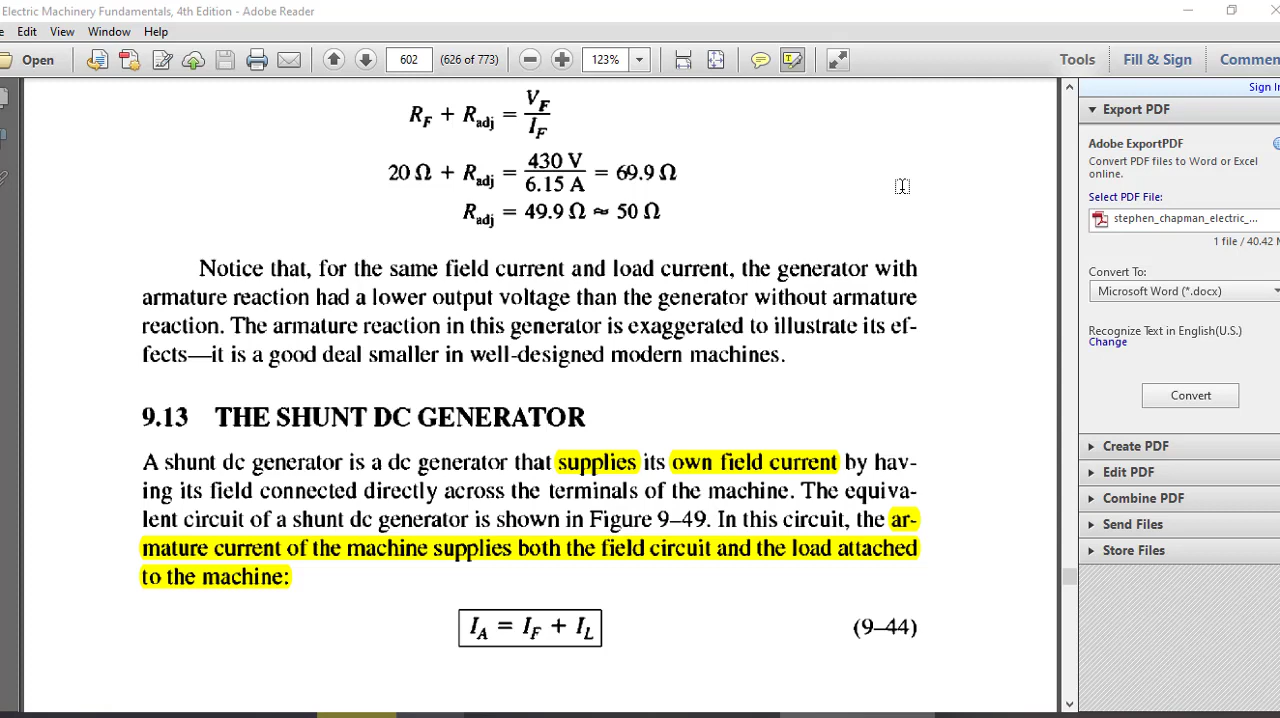 Electric Machinery Fundamentals, 4th Edition - Adobe Reader
Edit View Window Help
Open 602 (626 of 773) 123% Tools Fill & Sign
Sign In
R_F + R_adj = V_F / I_F
20 Ω + R_adj = 430 V / 6.15 A = 69.9 Ω
R_adj = 49.9 Ω ≈ 50 Ω
Notice that, for the same field current and load current, the generator with
armature reaction had a lower output voltage than the generator without armature
reaction. The armature reaction in this generator is exaggerated to illustrate its ef-
fects—it is a good deal smaller in well-designed modern machines.
9.13 THE SHUNT DC GENERATOR
A shunt dc generator is a dc generator that supplies its own field current by hav-
ing its field connected directly across the terminals of the machine. The equiva-
lent circuit of a shunt dc generator is shown in Figure 9–49. In this circuit, the ar-
mature current of the machine supplies both the field circuit and the load attached
to the machine:
I_A = I_F + I_L (9–44)
Export PDF
Adobe ExportPDF
Convert PDF files to Word or Excel
online.
Select PDF File:
stephen_chapman_electric_...
1 file / 40.42 M
Convert To:
Microsoft Word (*.docx)
Recognize Text in English(U.S.)
Change
Convert
Create PDF
Edit PDF
Combine PDF
Send Files
Store Files